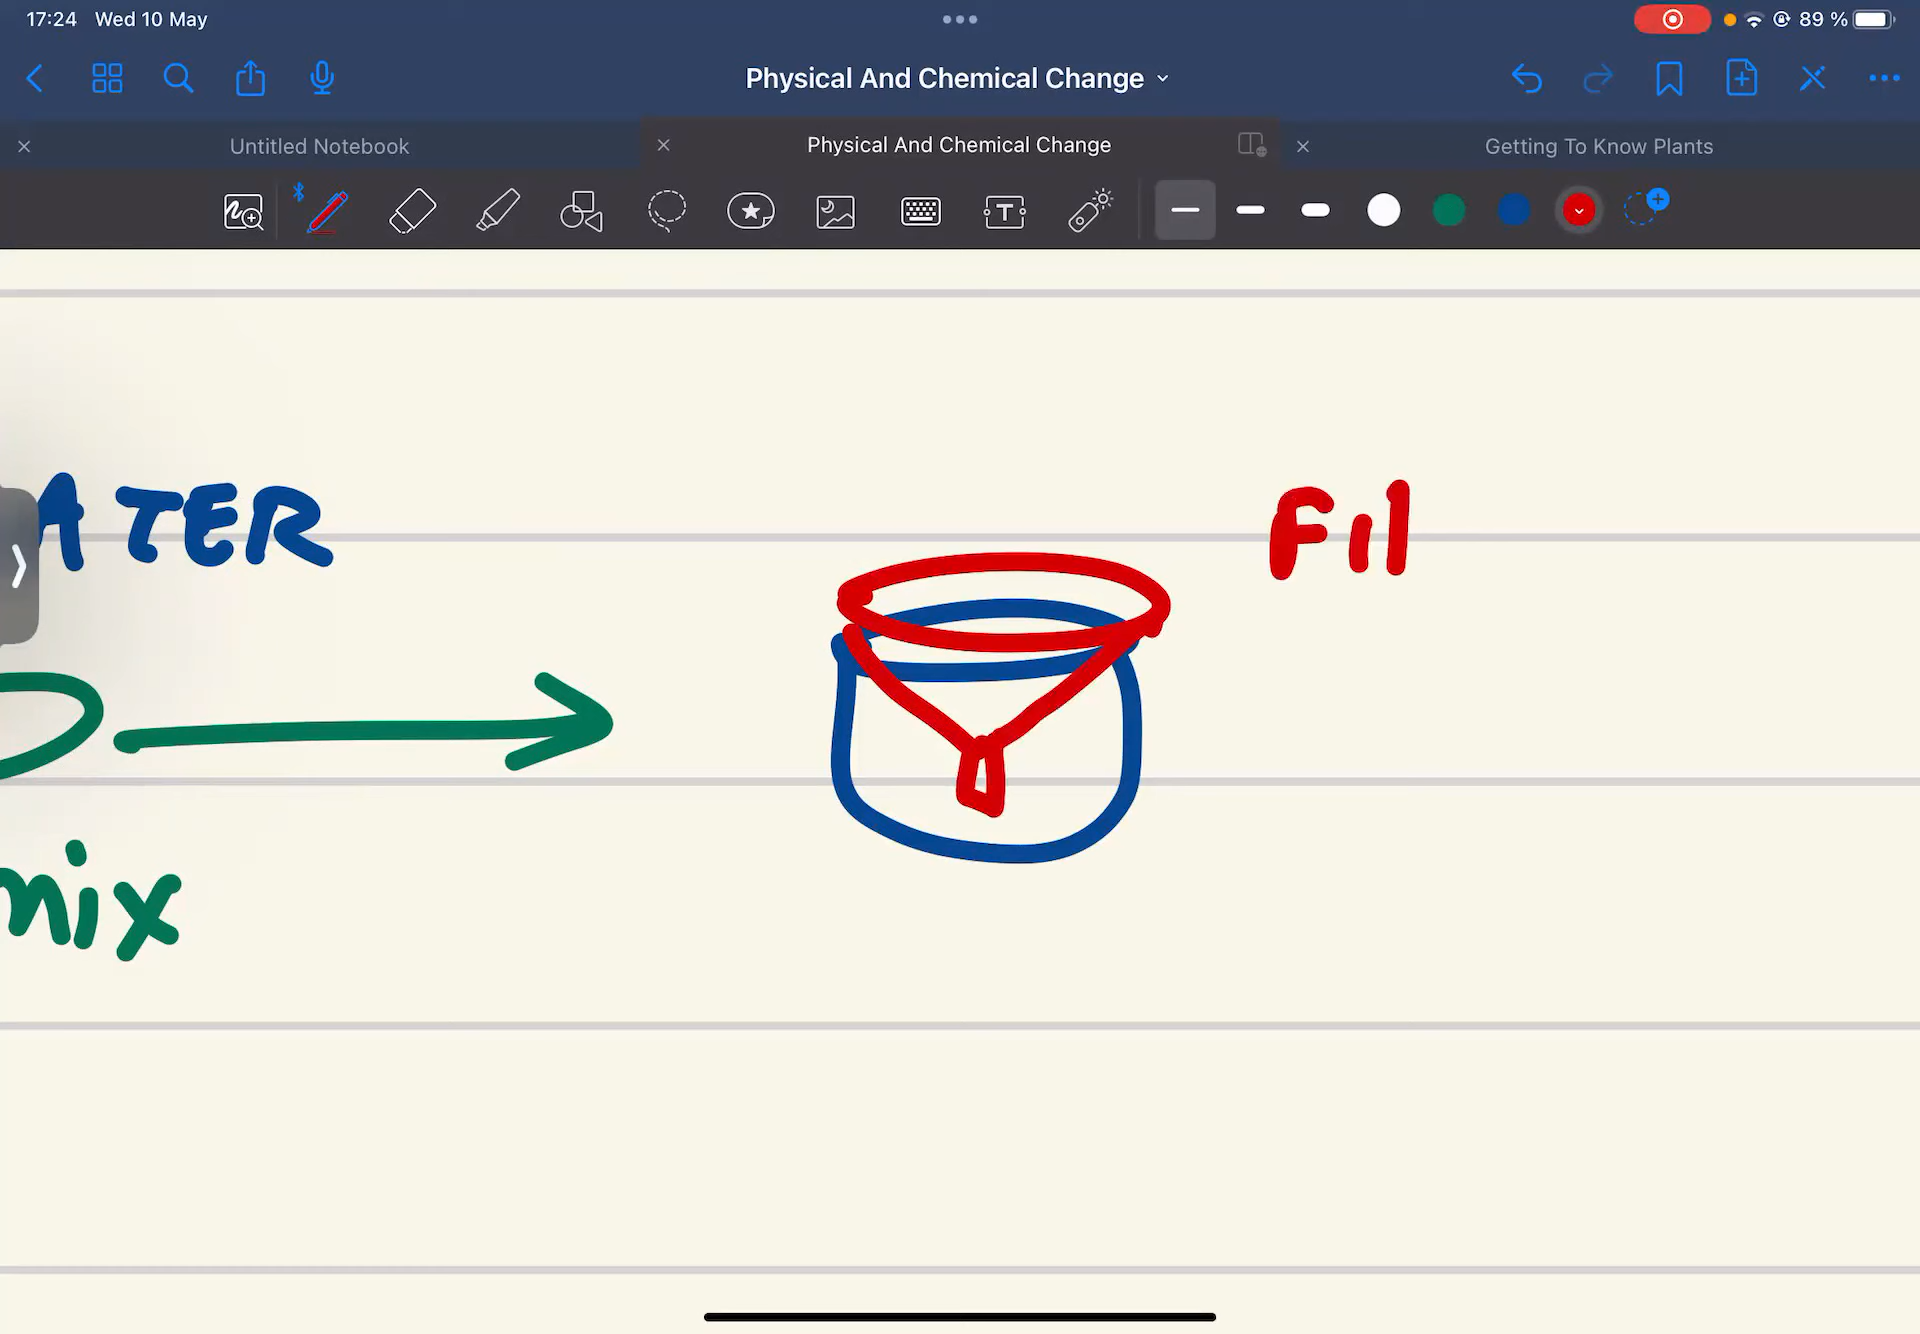 17:24 Wed 10 May
89 %
Physical And Chemical Change
Untitled Notebook
Physical And Chemical Change
Getting To Know Plants
T
ATER
Fil
mix